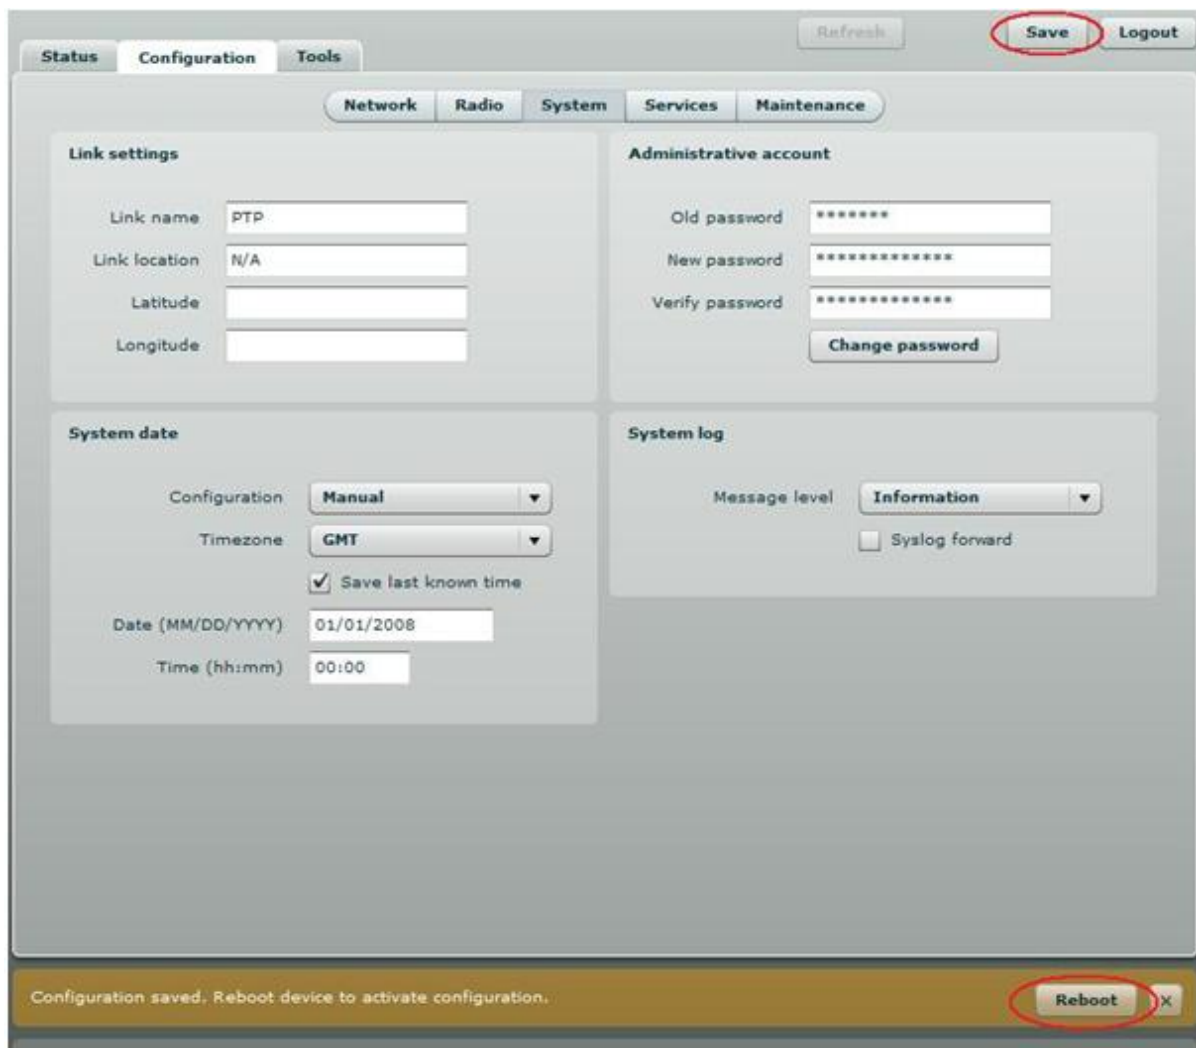 Refresh Save Logout
Status Configuration Tools
Network Radio System Services Maintenance
Link settings
Link name PTP
Link location N/A
Latitude
Longitude
Administrative account
Old password *******
New password *************
Verify password *************
Change password
System date
Configuration Manual
Timezone GMT
Save last known time
Date (MM/DD/YYYY) 01/01/2008
Time (hh:mm) 00:00
System log
Message level Information
Syslog forward
Configuration saved. Reboot device to activate configuration. Reboot ×